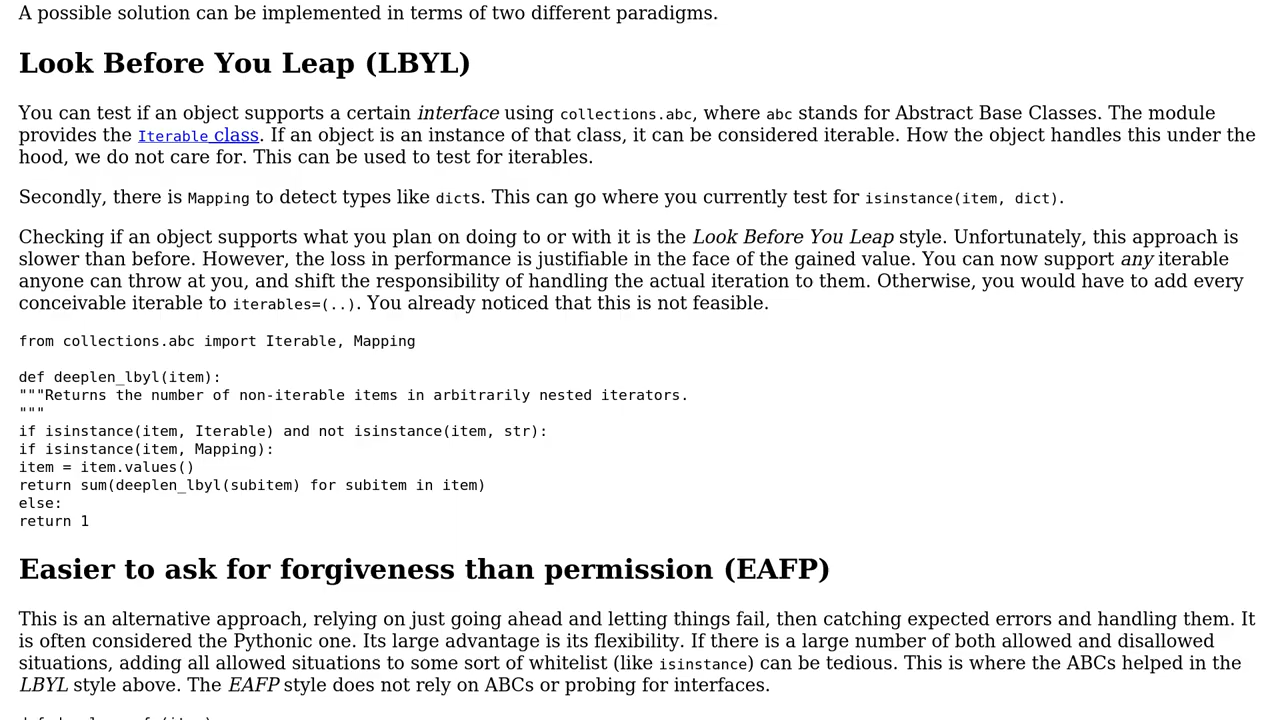 A possible solution can be implemented in terms of two different paradigms.
Look Before You Leap (LBYL)
You can test if an object supports a certain interface using collections.abc, where abc stands for Abstract Base Classes. The module
provides the Iterable class. If an object is an instance of that class, it can be considered iterable. How the object handles this under the
hood, we do not care for. This can be used to test for iterables.
Secondly, there is Mapping to detect types like dicts. This can go where you currently test for isinstance(item, dict).
Checking if an object supports what you plan on doing to or with it is the Look Before You Leap style. Unfortunately, this approach is
slower than before. However, the loss in performance is justifiable in the face of the gained value. You can now support any iterable
anyone can throw at you, and shift the responsibility of handling the actual iteration to them. Otherwise, you would have to add every
conceivable iterable to iterables=(..). You already noticed that this is not feasible.
from collections.abc import Iterable, Mapping
def deeplen_lbyl(item):
"""Returns the number of non-iterable items in arbitrarily nested iterators.
"""
if isinstance(item, Iterable) and not isinstance(item, str):
if isinstance(item, Mapping):
item = item.values()
return sum(deeplen_lbyl(subitem) for subitem in item)
else:
return 1
Easier to ask for forgiveness than permission (EAFP)
This is an alternative approach, relying on just going ahead and letting things fail, then catching expected errors and handling them. It
is often considered the Pythonic one. Its large advantage is its flexibility. If there is a large number of both allowed and disallowed
situations, adding all allowed situations to some sort of whitelist (like isinstance) can be tedious. This is where the ABCs helped in the
LBYL style above. The EAFP style does not rely on ABCs or probing for interfaces.